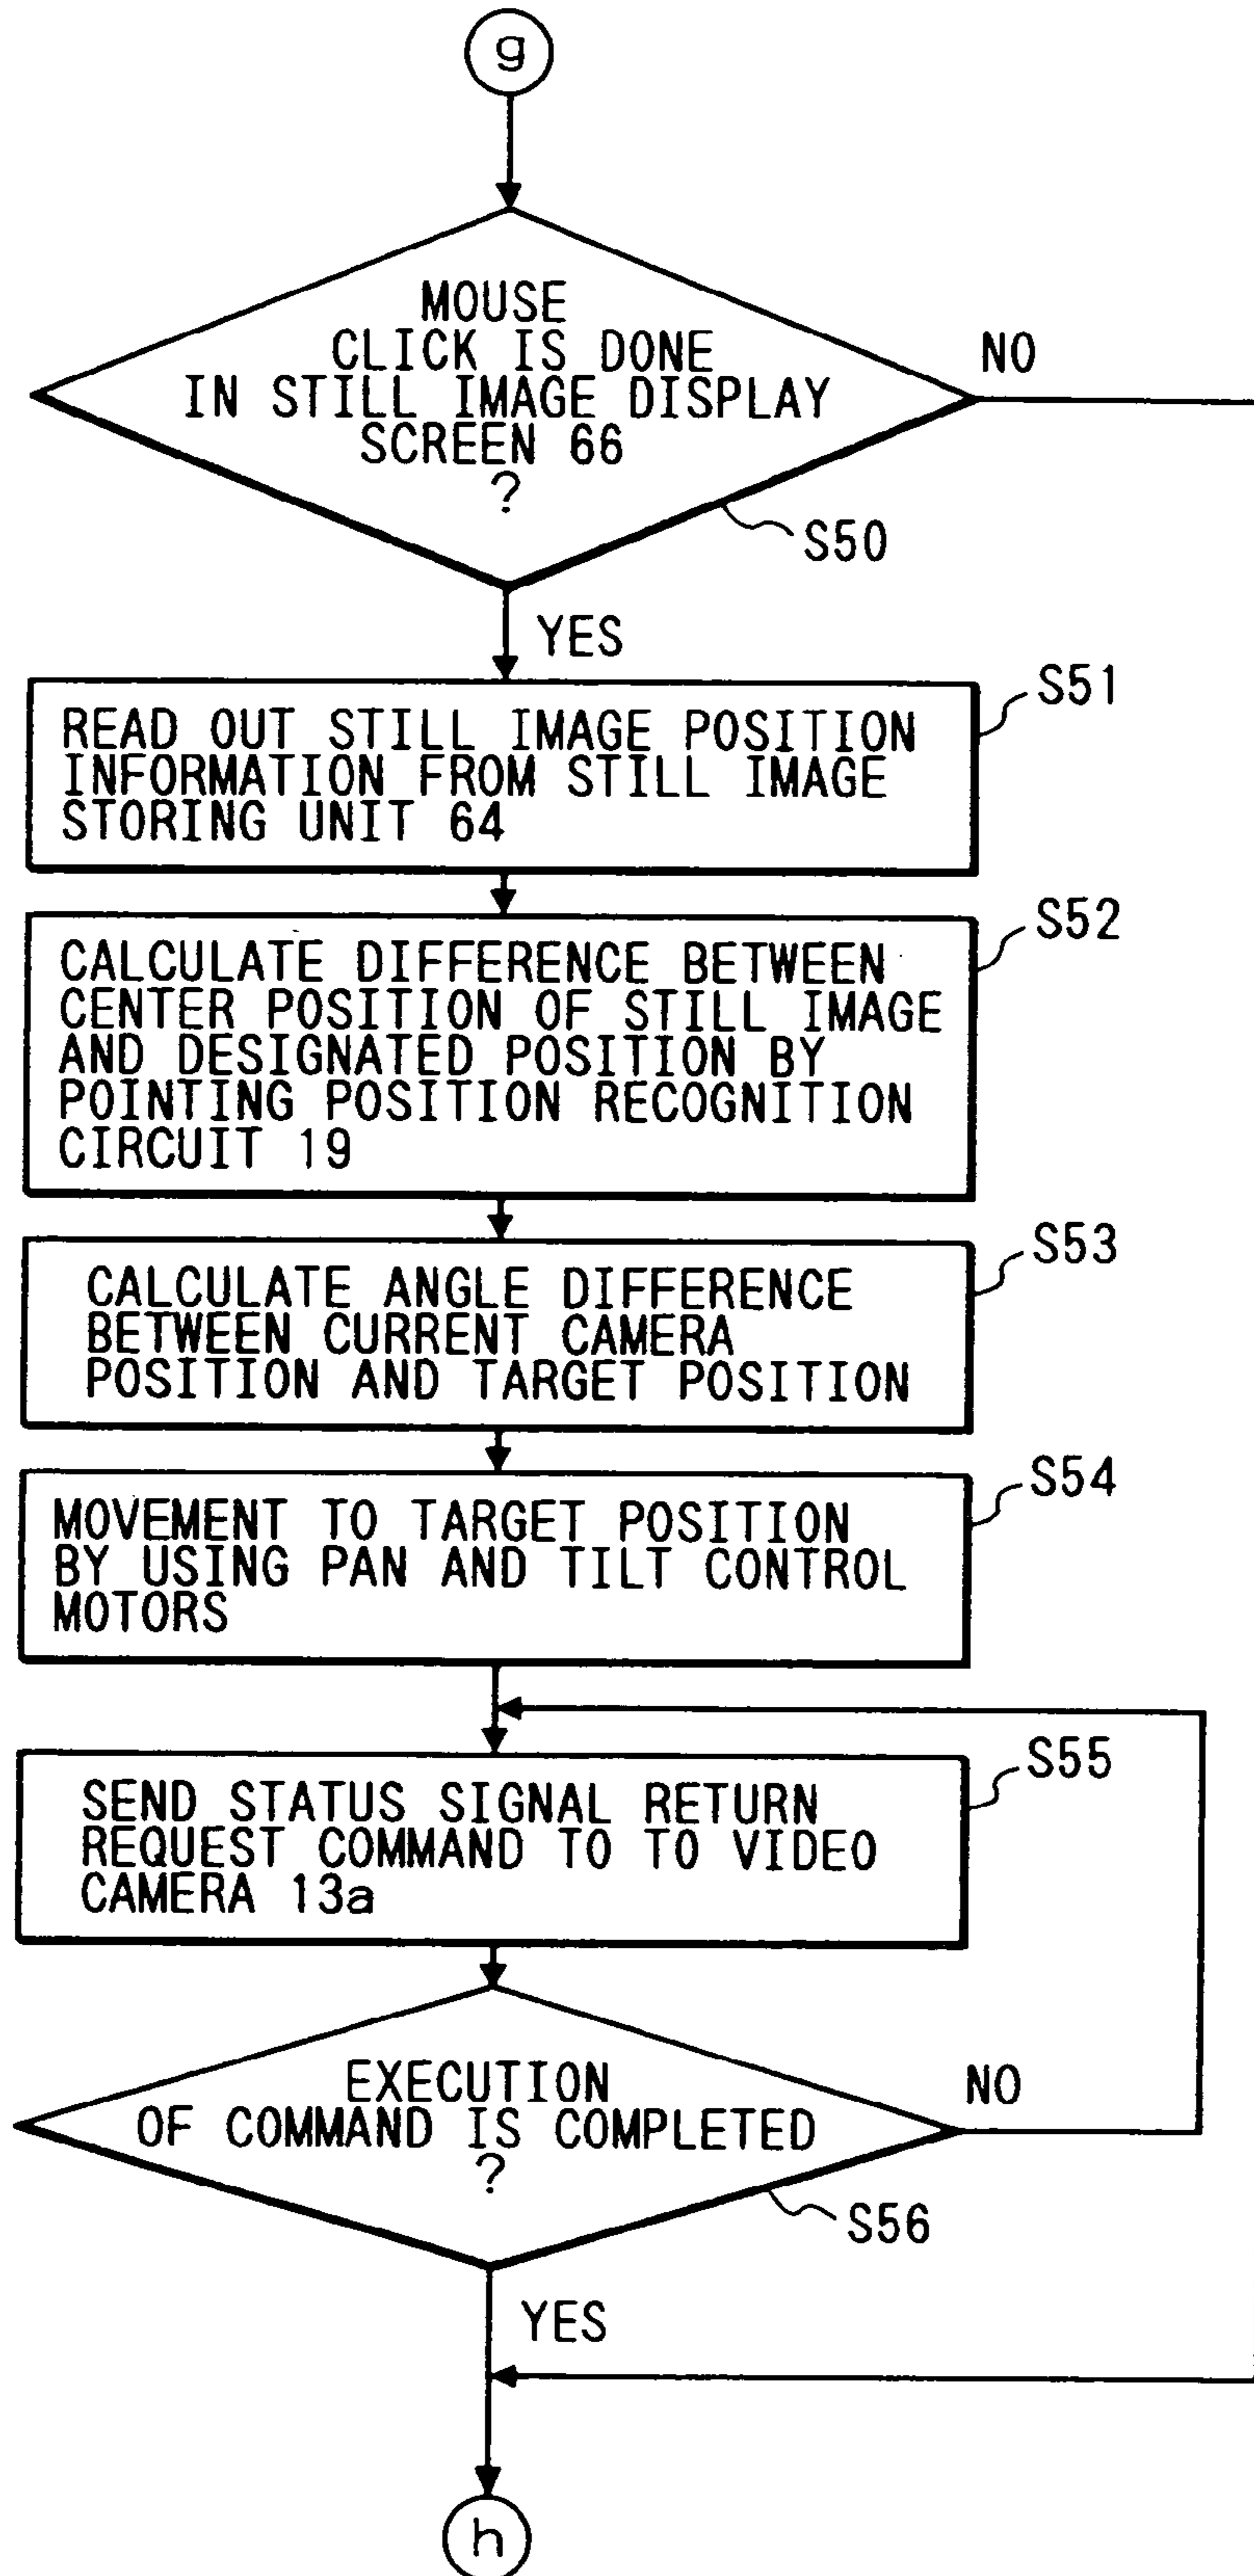 g
MOUSE
CLICK IS DONE
IN STILL IMAGE DISPLAY
SCREEN 66
?
NO
S50
YES
S51
READ OUT STILL IMAGE POSITION
INFORMATION FROM STILL IMAGE
STORING UNIT 64
S52
CALCULATE DIFFERENCE BETWEEN
CENTER POSITION OF STILL IMAGE
AND DESIGNATED POSITION BY
POINTING POSITION RECOGNITION
CIRCUIT 19
S53
CALCULATE ANGLE DIFFERENCE
BETWEEN CURRENT CAMERA
POSITION AND TARGET POSITION
S54
MOVEMENT TO TARGET POSITION
BY USING PAN AND TILT CONTROL
MOTORS
S55
SEND STATUS SIGNAL RETURN
REQUEST COMMAND TO TO VIDEO
CAMERA 13a
EXECUTION
OF COMMAND IS COMPLETED
?
NO
S56
YES
h